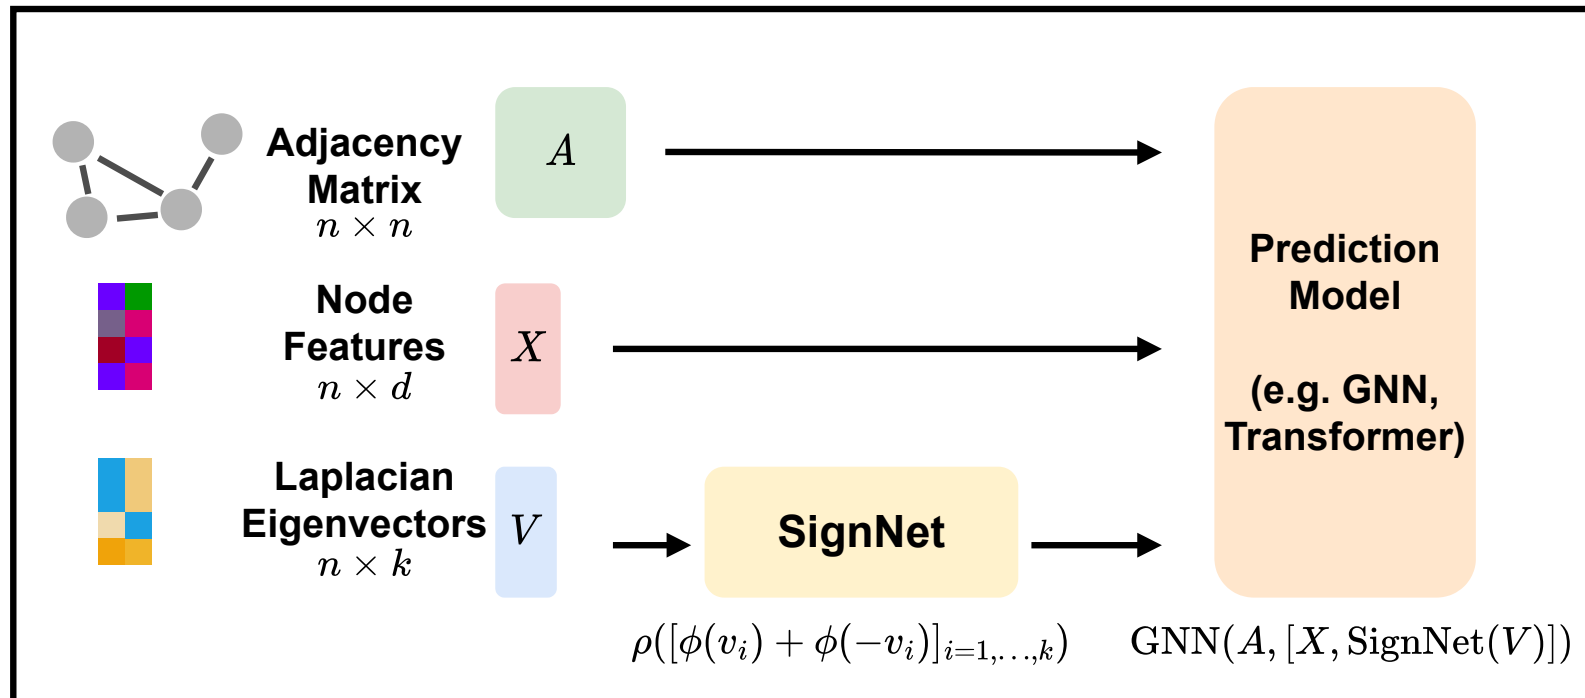 Adjacency
Matrix
n × n
A
Node
Features
n × d
X
Laplacian
Eigenvectors
n × k
V
SignNet
ρ([ϕ(v_i) + ϕ(−v_i)]_{i=1,…,k})
Prediction
Model
(e.g. GNN,
Transformer)
GNN(A, [X, SignNet(V)])